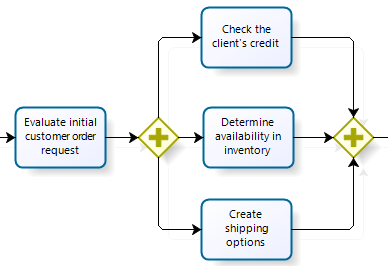 Check the
client's credit
Evaluate initial
customer order
request
Determine
availability in
inventory
Create
shipping
options